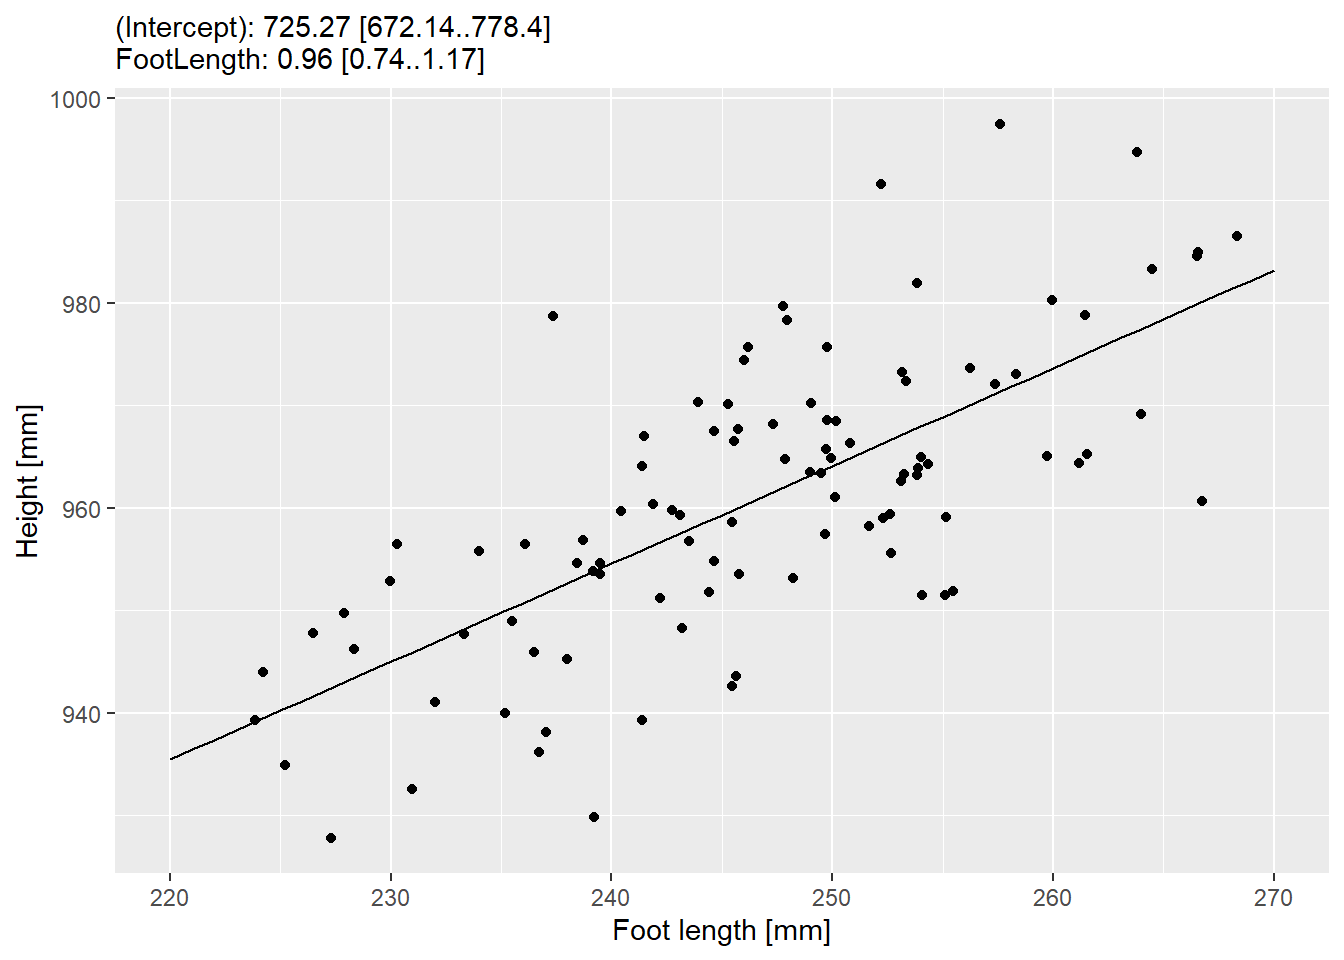 (Intercept): 725.27 [672.14..778.4]
FootLength: 0.96 [0.74..1.17]
1000
980
960
940
Height [mm]
220 230 240 250 260 270
Foot length [mm]